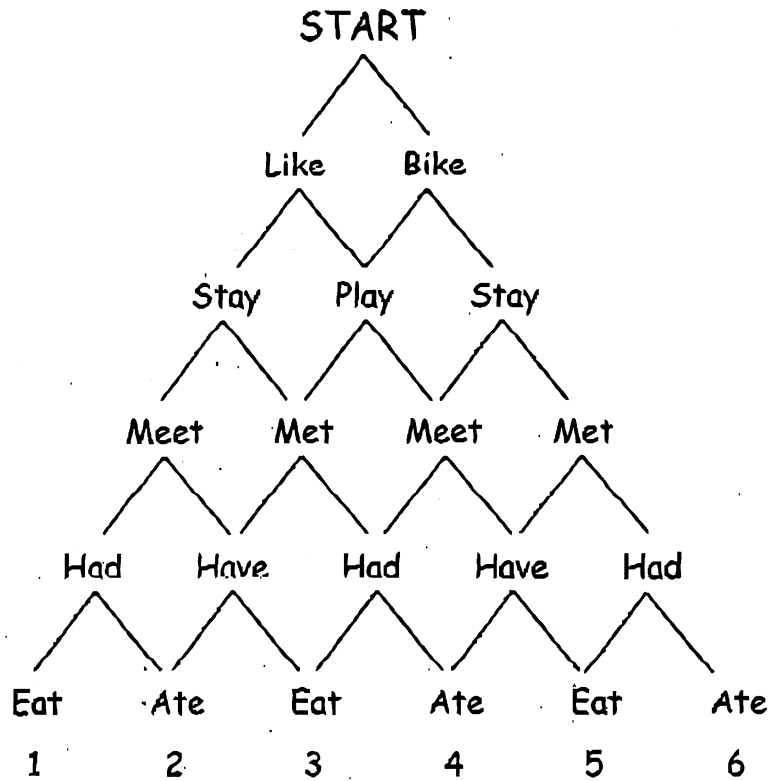 START
Like Bike
Stay Play Stay
Meet Met Meet Met
Had Have Had Have Had
Eat Ate Eat Ate Eat Ate
1 2 3 4 5 6